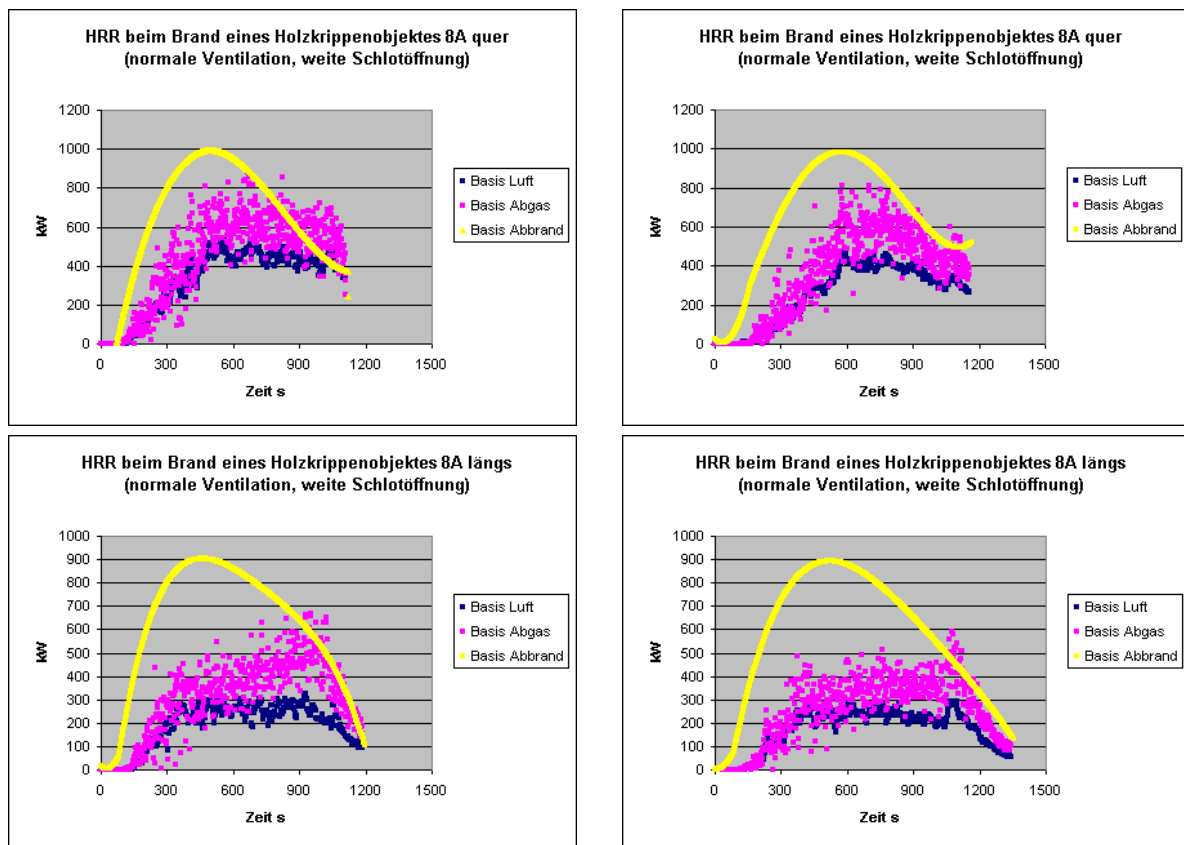 HRR beim Brand eines Holzkrippenobjektes 8A quer
(normale Ventilation, weite Schlotöffnung)
1200
1000
800
600
400
200
0
kW
0 300 600 900 1200 1500
Zeit s
Basis Luft
Basis Abgas
Basis Abbrand
HRR beim Brand eines Holzkrippenobjektes 8A quer
(normale Ventilation, weite Schlotöffnung)
1200
1000
800
600
400
200
0
kW
0 300 600 900 1200 1500
Zeit s
Basis Luft
Basis Abgas
Basis Abbrand
HRR beim Brand eines Holzkrippenobjektes 8A längs
(normale Ventilation, weite Schlotöffnung)
1000
900
800
700
600
500
400
300
200
100
0
kW
0 300 600 900 1200 1500
Zeit s
Basis Luft
Basis Abgas
Basis Abbrand
HRR beim Brand eines Holzkrippenobjektes 8A längs
(normale Ventilation, weite Schlotöffnung)
1000
900
800
700
600
500
400
300
200
100
0
kW
0 300 600 900 1200 1500
Zeit s
Basis Luft
Basis Abgas
Basis Abbrand